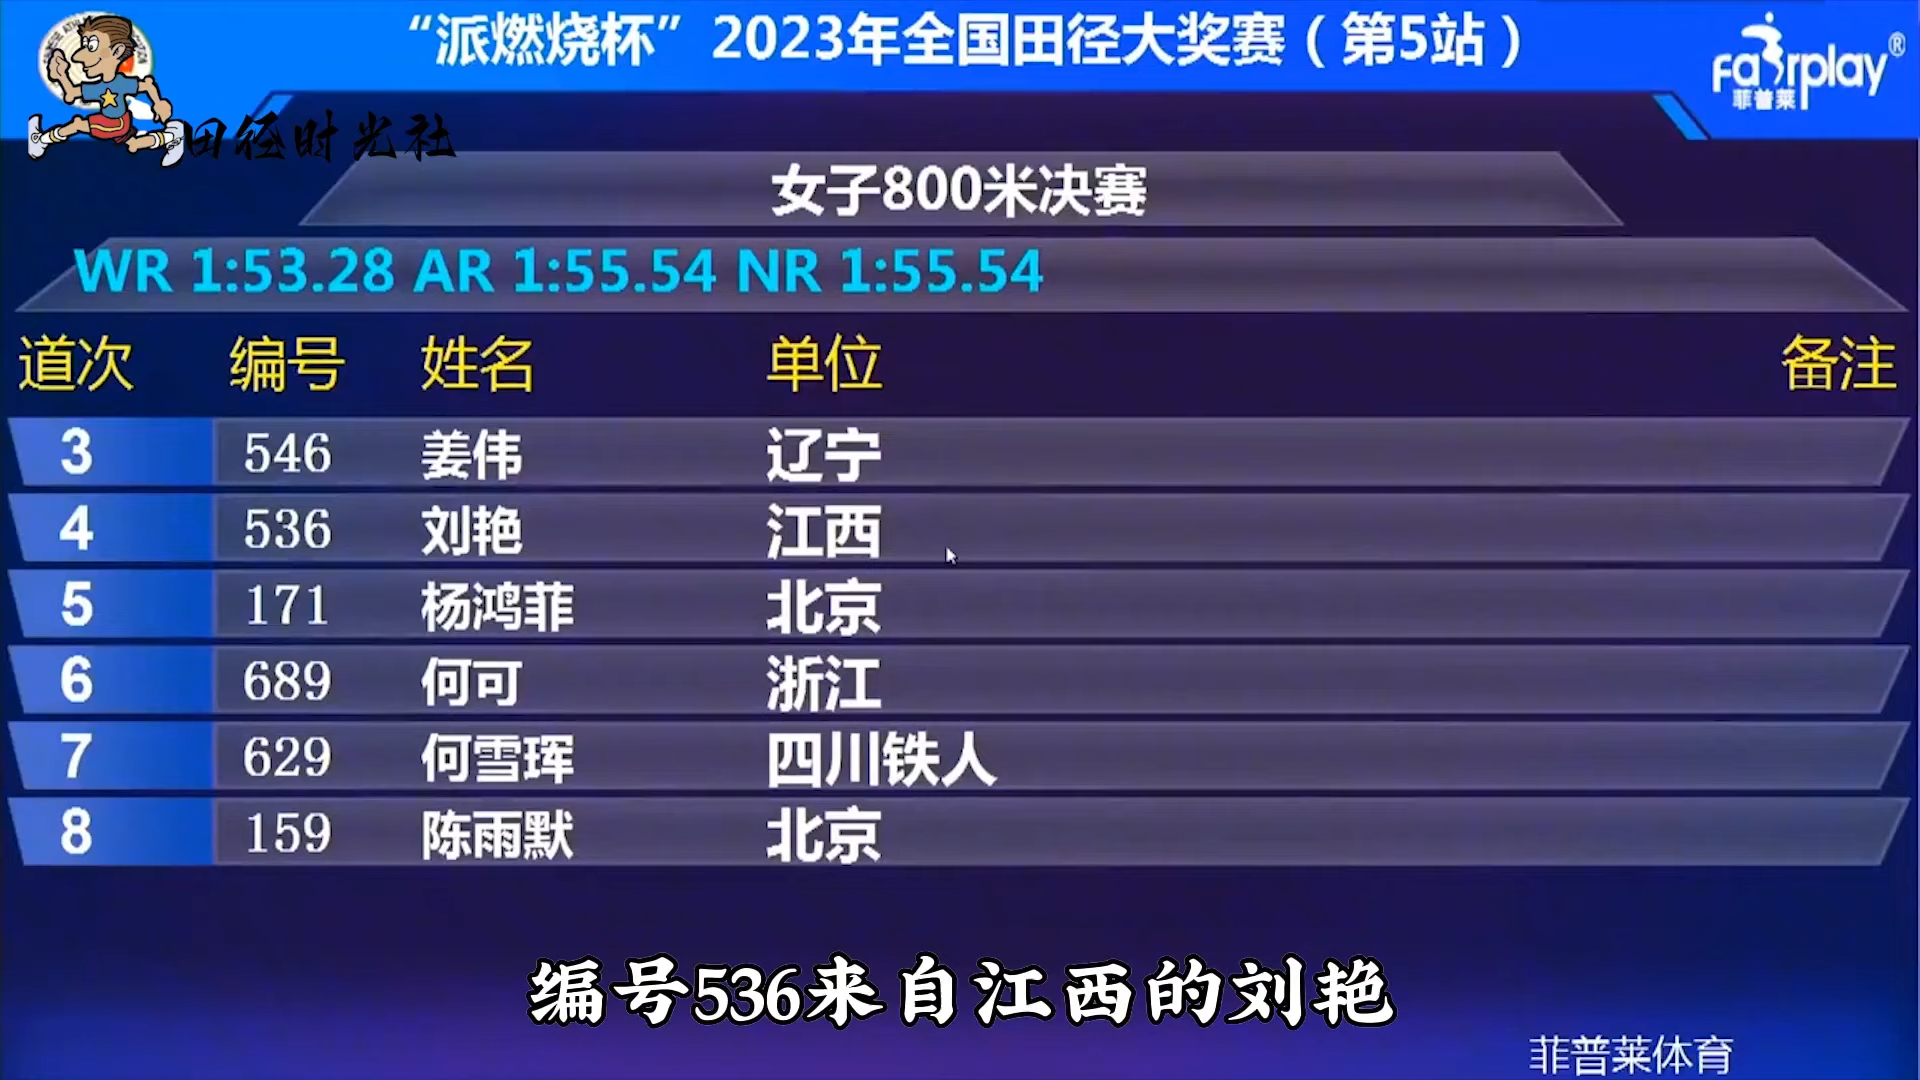 “派燃烧杯”2023年全国田径大奖赛（第5站）
fairplay®
菲普莱
田径时光社
女子800米决赛
WR 1:53.28 AR 1:55.54 NR 1:55.54
道次 编号 姓名 单位 备注
3 546 姜伟 辽宁
4 536 刘艳 江西
5 171 杨鸿菲 北京
6 689 何可 浙江
7 629 何雪珲 四川铁人
8 159 陈雨默 北京
编号536来自江西的刘艳
菲普莱体育